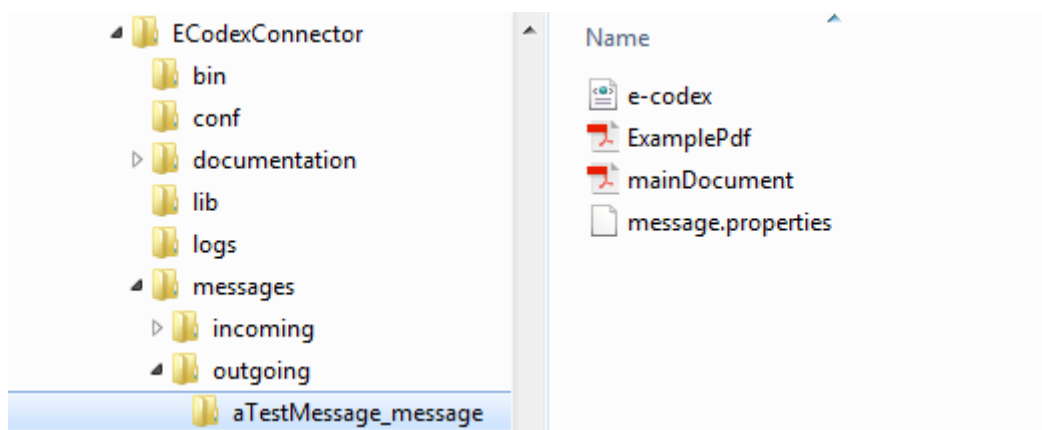 ECodexConnector
bin
conf
documentation
lib
logs
messages
incoming
outgoing
aTestMessage_message
Name
e-codex
ExamplePdf
mainDocument
message.properties